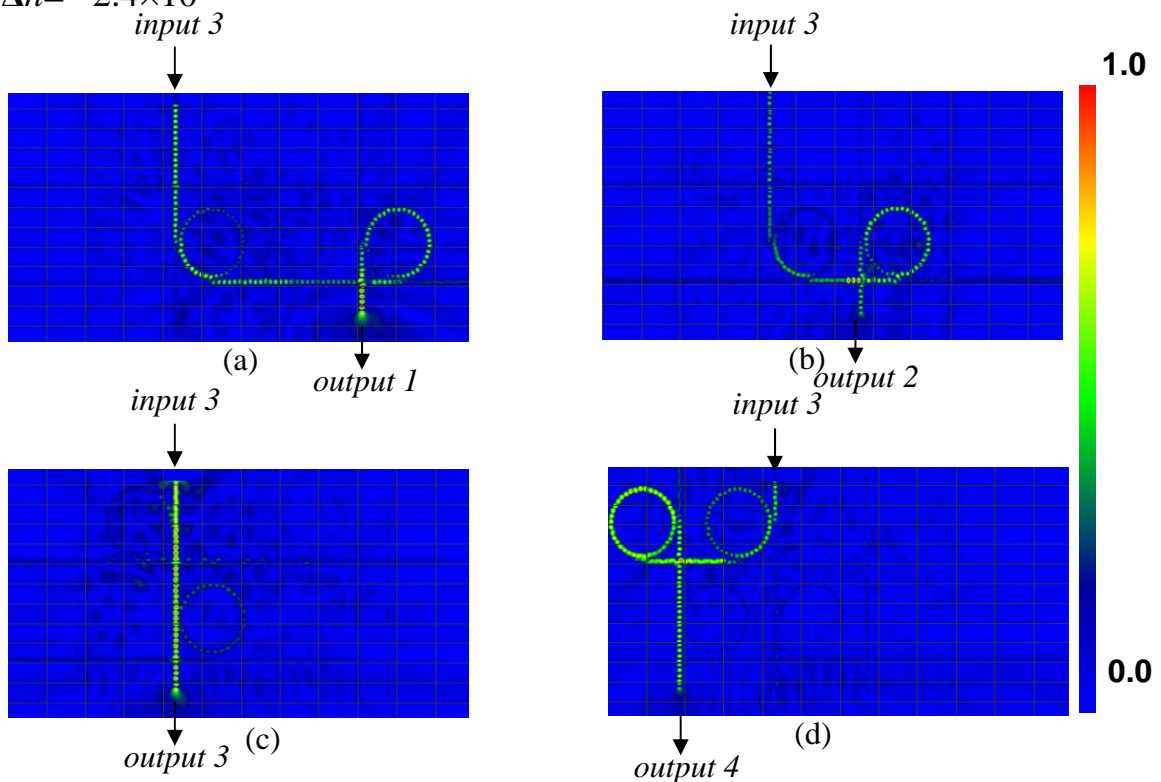 input 3
input 3
1.0
(a)
(b)
output 1
output 2
input 3
input 3
0.0
(c)
(d)
output 3
output 4